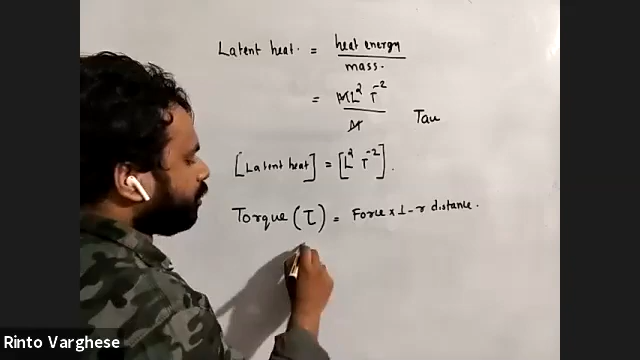 Latent heat. = heat energy
mass.
= ML² T⁻²
M
Tau
[Latent heat] = [L² T⁻²].
Torque (τ) = Force × ⊥-r distance.
Rinto Varghese